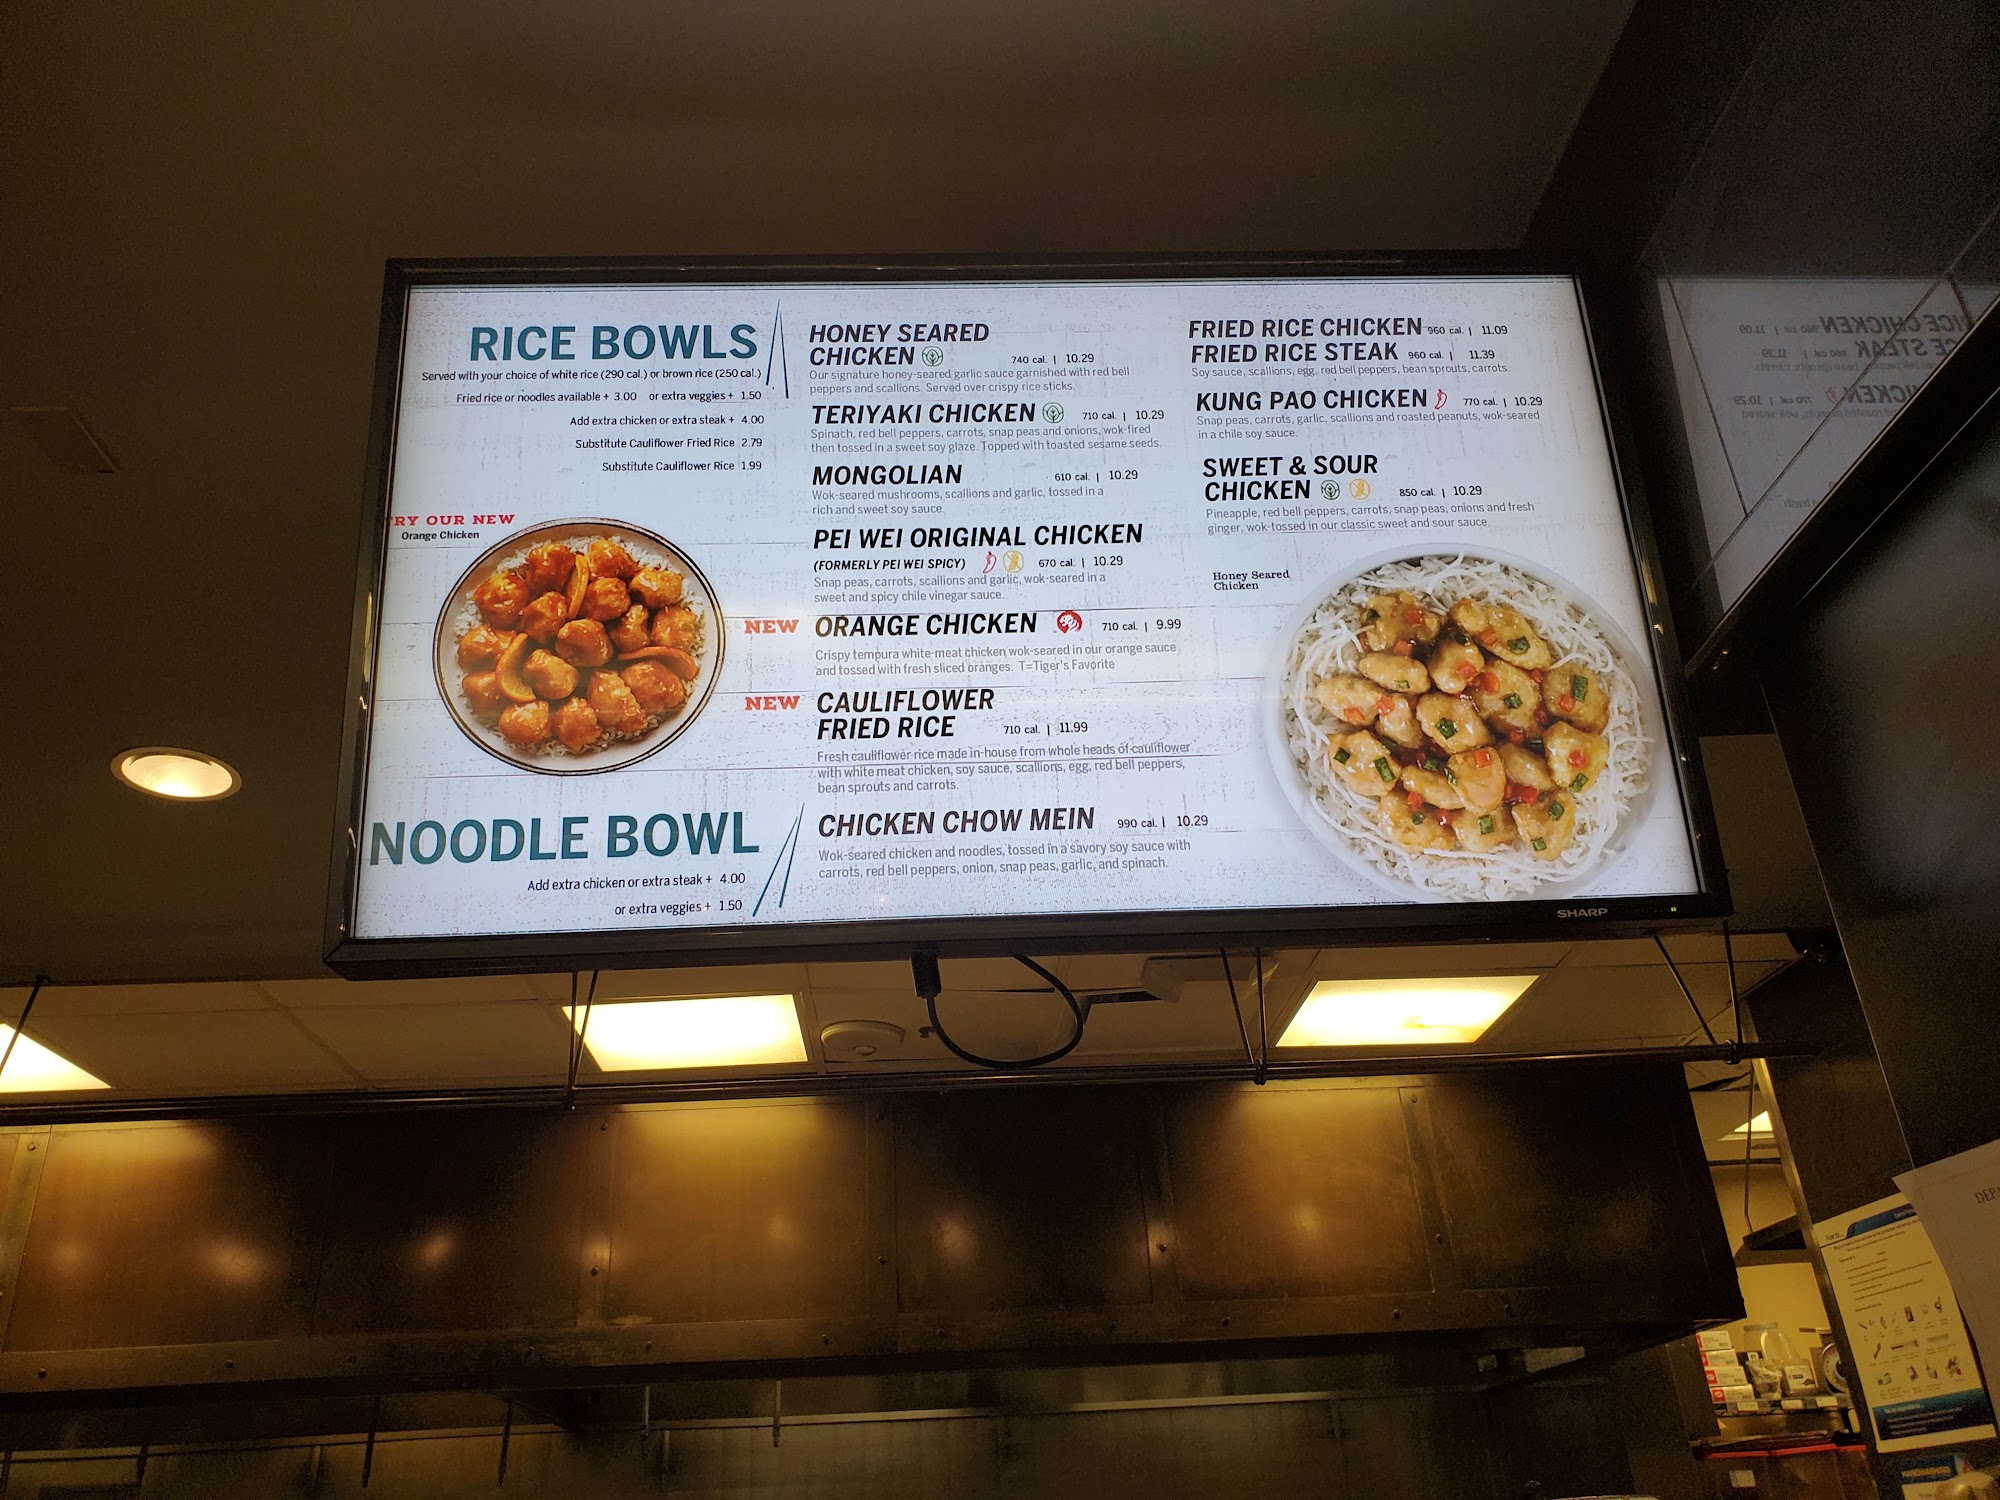 RICE BOWLS
Served with your choice of white rice (290 cal.) or brown rice (250 cal.)
Fried rice or noodles available + 3.00 or extra veggies + 1.50
Add extra chicken or extra steak + 4.00
Substitute Cauliflower Fried Rice 2.79
Substitute Cauliflower Rice 1.99
RY OUR NEW
Orange Chicken
HONEY SEARED
CHICKEN 740 cal. | 10.29
Our signature honey-seared garlic sauce garnished with red bell
peppers and scallions. Served over crispy rice sticks.
TERIYAKI CHICKEN 710 cal. | 10.29
Spinach, red bell peppers, carrots, snap peas and onions, wok-fired
then tossed in a sweet soy glaze. Topped with toasted sesame seeds.
MONGOLIAN 610 cal. | 10.29
Wok-seared mushrooms, scallions and garlic, tossed in a
rich and sweet soy sauce.
PEI WEI ORIGINAL CHICKEN
(FORMERLY PEI WEI SPICY) 670 cal. | 10.29
Snap peas, carrots, scallions and garlic, wok-seared in a
sweet and spicy chile vinegar sauce.
NEW ORANGE CHICKEN 710 cal. | 9.99
Crispy tempura white-meat chicken wok-seared in our orange sauce
and tossed with fresh sliced oranges. T=Tiger's Favorite
NEW CAULIFLOWER
FRIED RICE 710 cal. | 11.99
Fresh cauliflower rice made in-house from whole heads of cauliflower
with white meat chicken, soy sauce, scallions, egg, red bell peppers,
bean sprouts and carrots.
FRIED RICE CHICKEN 960 cal. | 11.09
FRIED RICE STEAK 960 cal. | 11.39
Soy sauce, scallions, egg, red bell peppers, bean sprouts, carrots.
KUNG PAO CHICKEN 770 cal. | 10.29
Snap peas, carrots, garlic, scallions and roasted peanuts, wok-seared
in a chile soy sauce.
SWEET & SOUR
CHICKEN 850 cal. | 10.29
Pineapple, red bell peppers, carrots, snap peas, onions and fresh
ginger, wok-tossed in our classic sweet and sour sauce.
Honey Seared
Chicken
NOODLE BOWL
Add extra chicken or extra steak + 4.00
or extra veggies + 1.50
CHICKEN CHOW MEIN 990 cal. | 10.29
Wok-seared chicken and noodles, tossed in a savory soy sauce with
carrots, red bell peppers, onion, snap peas, garlic, and spinach.
SHARP